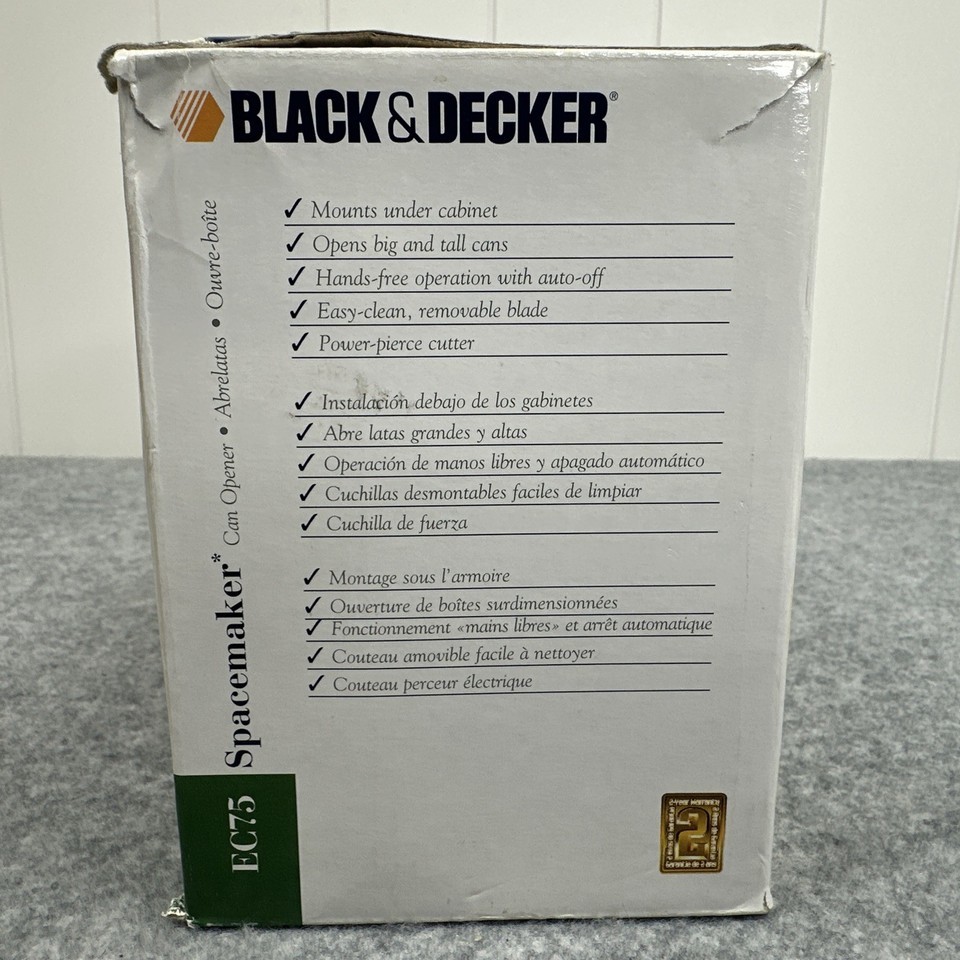 BLACK & DECKER®
✓ Mounts under cabinet
✓ Opens big and tall cans
✓ Hands-free operation with auto-off
✓ Easy-clean, removable blade
✓ Power-pierce cutter
✓ Instalación debajo de los gabinetes
✓ Abre latas grandes y altas
✓ Operación de manos libres y apagado automático
✓ Cuchillas desmontables faciles de limpiar
✓ Cuchilla de fuerza
✓ Montage sous l'armoire
✓ Ouverture de boîtes surdimensionnées
✓ Fonctionnement «mains libres» et arrêt automatique
✓ Couteau amovible facile à nettoyer
✓ Couteau perceur électrique
EC75 Spacemaker* Can Opener • Abrelatas • Ouvre-boîte
2